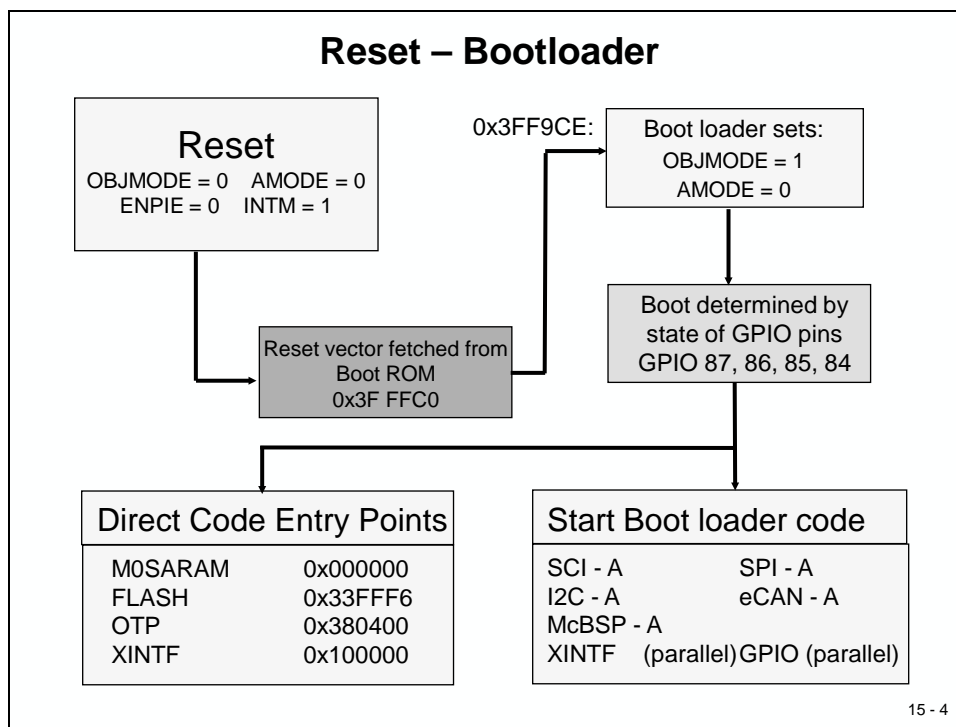 Reset – Bootloader
Reset
OBJMODE = 0 AMODE = 0
ENPIE = 0 INTM = 1
0x3FF9CE:
Boot loader sets:
OBJMODE = 1
AMODE = 0
Reset vector fetched from
Boot ROM
0x3F FFC0
Boot determined by
state of GPIO pins
GPIO 87, 86, 85, 84
Direct Code Entry Points
M0SARAM 0x000000
FLASH 0x33FFF6
OTP 0x380400
XINTF 0x100000
Start Boot loader code
SCI - A SPI - A
I2C - A eCAN - A
McBSP - A
XINTF (parallel) GPIO (parallel)
15 - 4